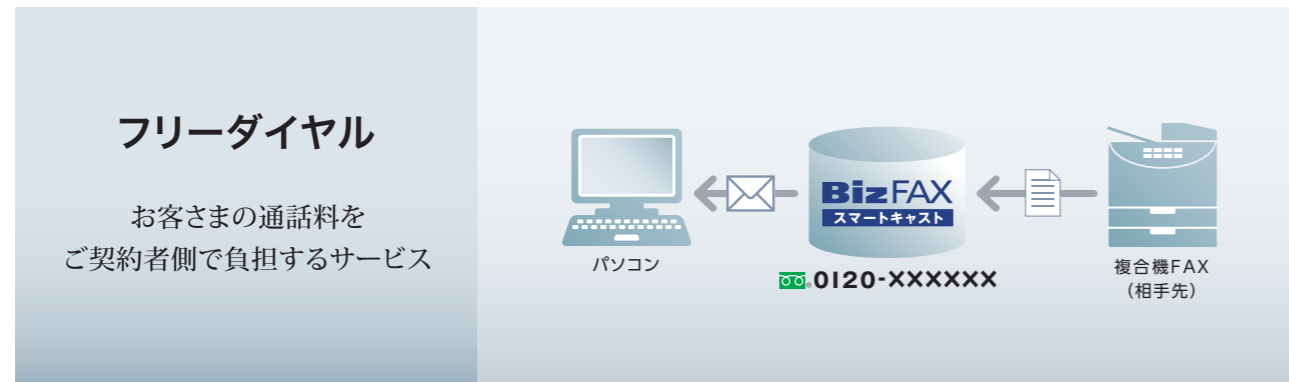 フリーダイヤル
お客さまの通話料を
ご契約者側で負担するサービス
BizFAX
スマートキャスト
パソコン
0120-XXXXXX
複合機FAX
（相手先）